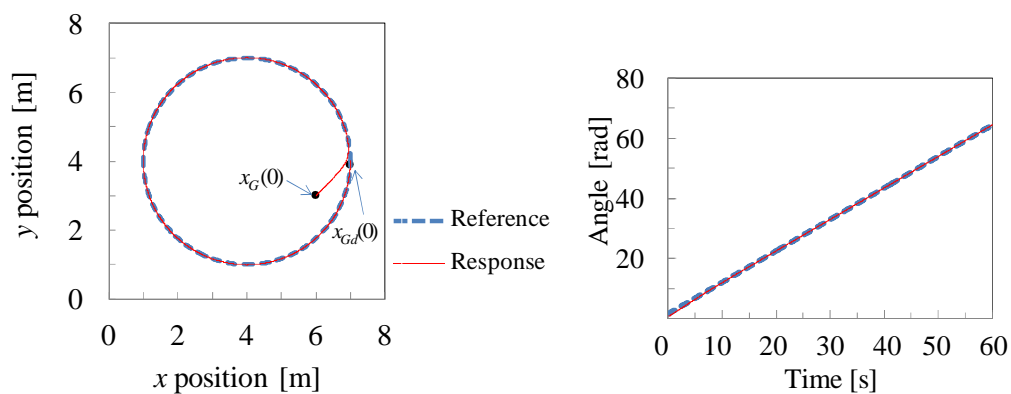 8
6
4
2
0
y position [m]
0 2 4 6 8
x position [m]
x_G(0)
x_Gd(0)
Reference
Response
80
60
40
20
Angle [rad]
0 10 20 30 40 50 60
Time [s]